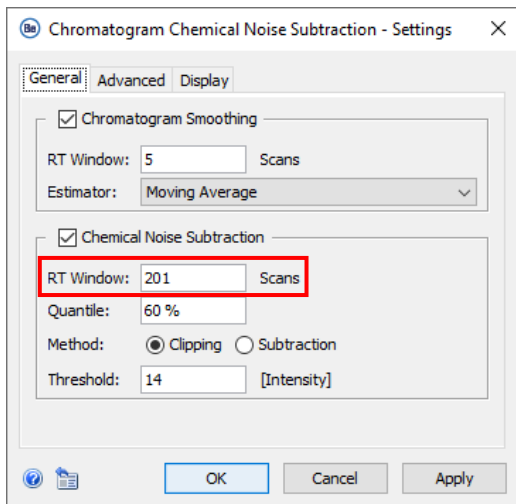 Be Chromatogram Chemical Noise Subtraction - Settings
General Advanced Display
Chromatogram Smoothing
RT Window: 5 Scans
Estimator: Moving Average
Chemical Noise Subtraction
RT Window: 201 Scans
Quantile: 60 %
Method: Clipping Subtraction
Threshold: 14 [Intensity]
? OK Cancel Apply